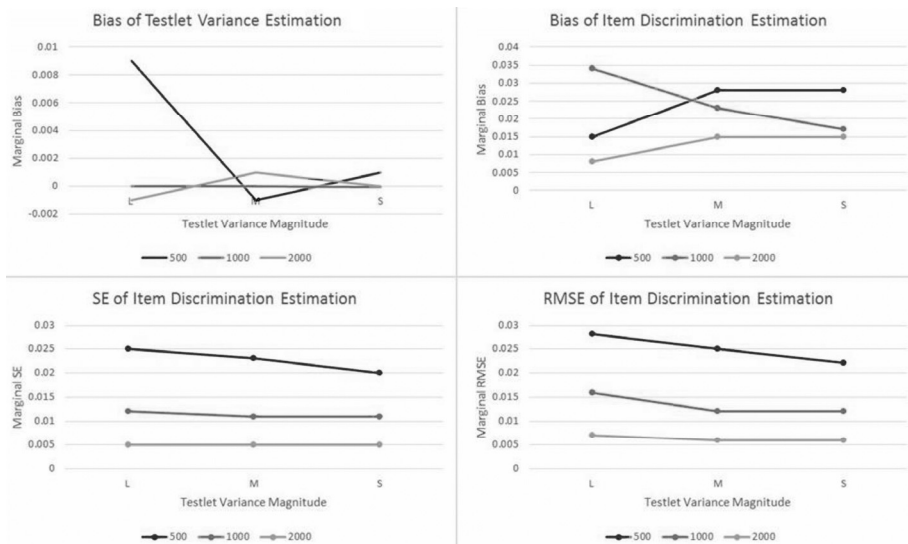 Bias of Testlet Variance Estimation
0.01
0.008
0.006
0.004
0.002
0
-0.002
Marginal Bias
L M S
Testlet Variance Magnitude
500 1000 2000
Bias of Item Discrimination Estimation
0.04
0.035
0.03
0.025
0.02
0.015
0.01
0.005
0
Marginal Bias
L M S
Testlet Variance Magnitude
500 1000 2000
SE of Item Discrimination Estimation
0.03
0.025
0.02
0.015
0.01
0.005
0
Marginal SE
L M S
Testlet Variance Magnitude
500 1000 2000
RMSE of Item Discrimination Estimation
0.03
0.025
0.02
0.015
0.01
0.005
0
Marginal RMSE
L M S
Testlet Variance Magnitude
500 1000 2000